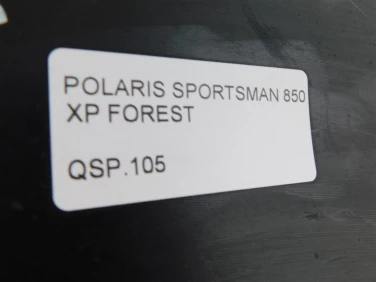 POLARIS SPORTSMAN 850
XP FOREST
QSP.105